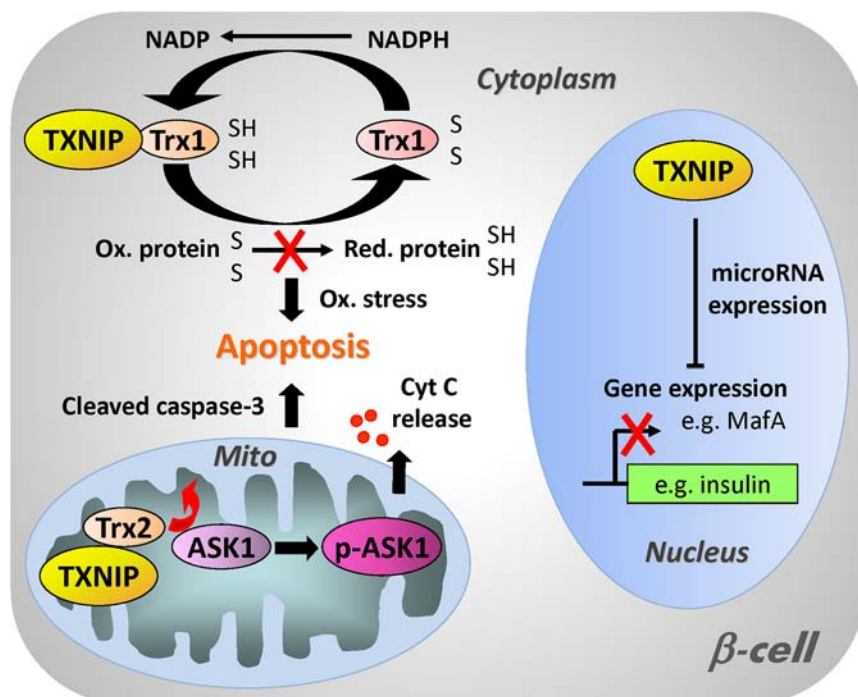 NADP NADPH
Cytoplasm
TXNIP Trx1 SH SH
Trx1 S S
TXNIP
Ox. protein S S
Red. protein SH SH
microRNA
expression
Ox. stress
Apoptosis
Gene expression
e.g. MafA
Cleaved caspase-3
Cyt C
release
Mito
e.g. insulin
Trx2
TXNIP
ASK1 p-ASK1
Nucleus
β-cell